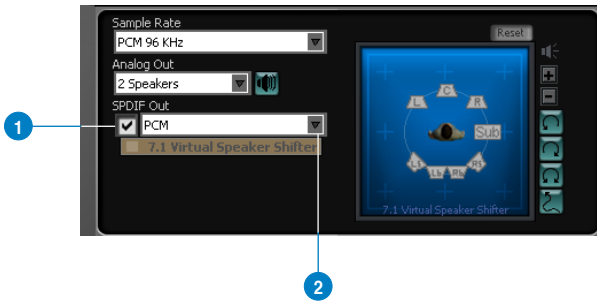 Sample Rate
PCM 96 KHz
Analog Out
2 Speakers
SPDIF Out
1
PCM
7.1 Virtual Speaker Shifter
Reset
C
L
R
Sub
Ls
Lb
Rb
Rs
7.1 Virtual Speaker Shifter
2